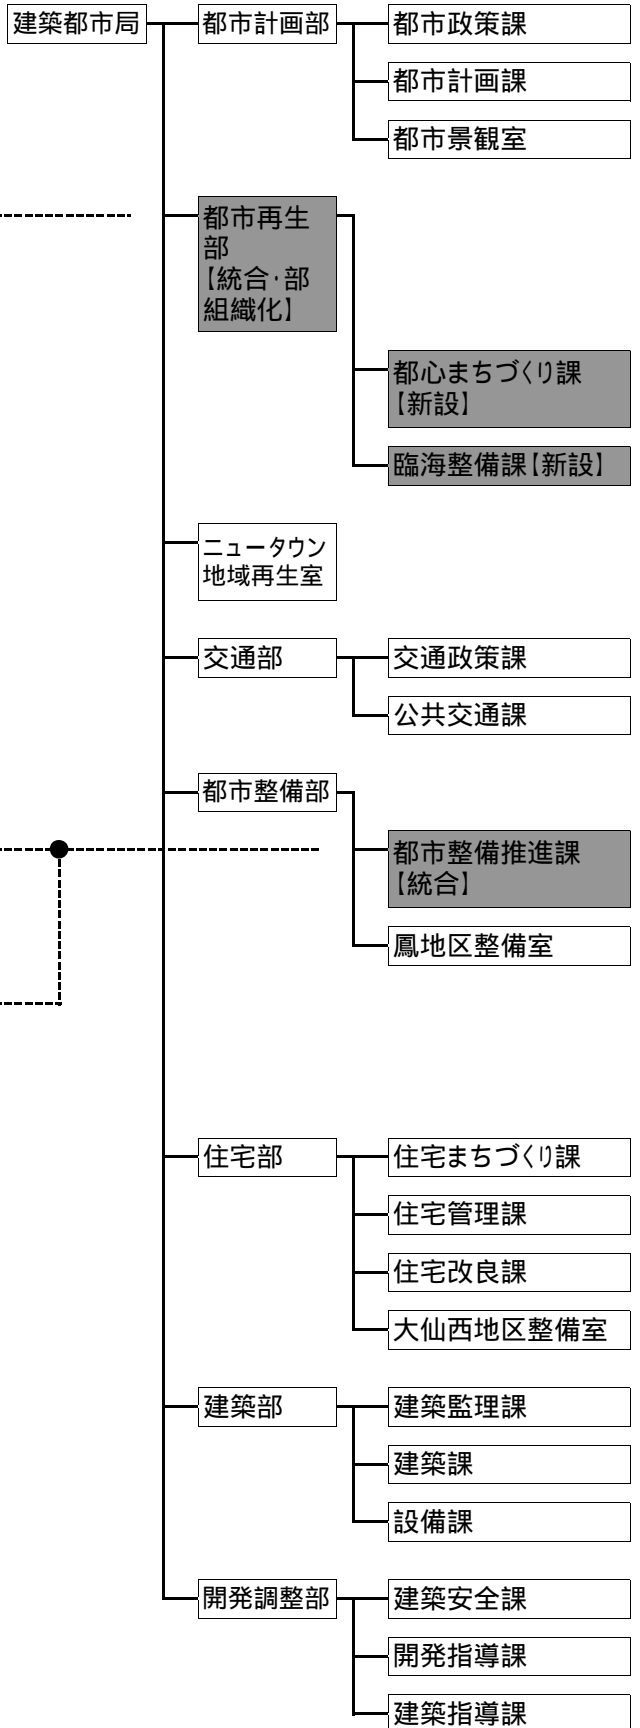 建築都市局
都市計画部
都市政策課
都市計画課
都市景観室
都市再生
部
【統合・部
組織化】
都心まちづくり課
【新設】
臨海整備課【新設】
ニュータウン
地域再生室
交通部
交通政策課
公共交通課
都市整備部
都市整備推進課
【統合】
鳳地区整備室
住宅部
住宅まちづくり課
住宅管理課
住宅改良課
大仙西地区整備室
建築部
建築監理課
建築課
設備課
開発調整部
建築安全課
開発指導課
建築指導課